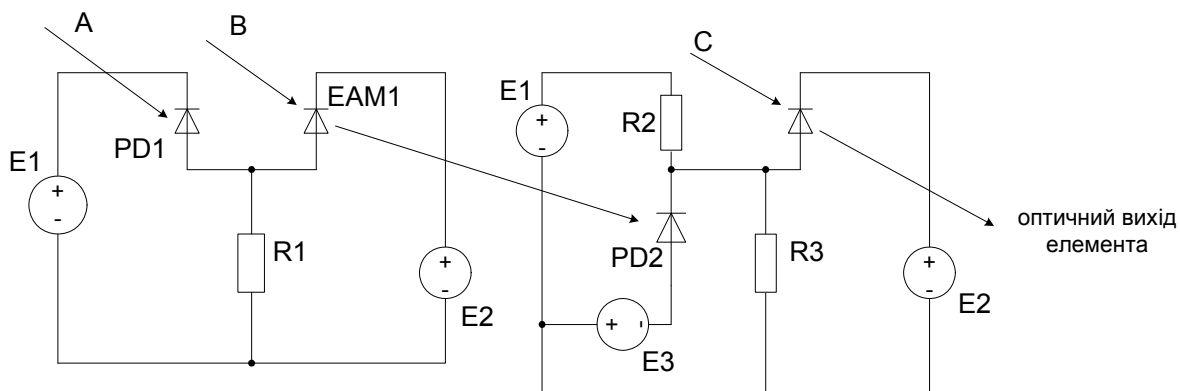 A
B
C
E1
PD1
EAM1
R1
E2
E1
R2
PD2
R3
E3
E2
оптичний вихід
елемента